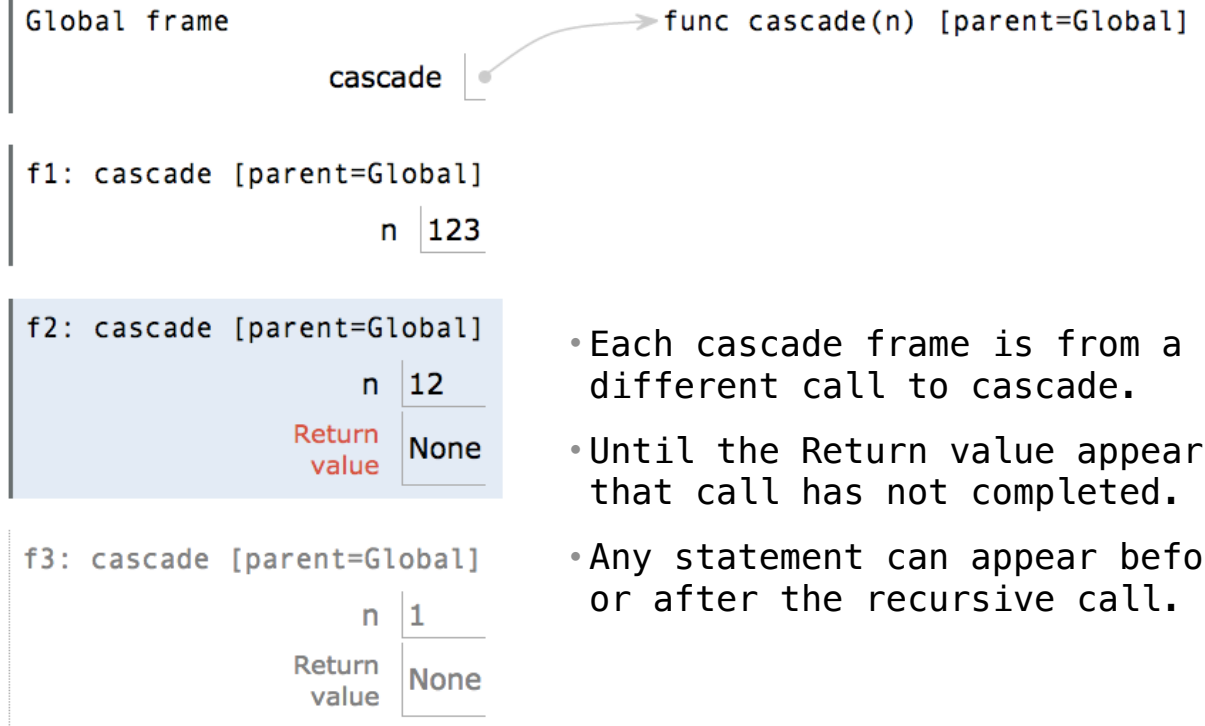 Global frame
func cascade(n) [parent=Global]
cascade
f1: cascade [parent=Global]
n 123
f2: cascade [parent=Global]
n 12
Return
value None
f3: cascade [parent=Global]
n 1
Return
value None
•Each cascade frame is from a
different call to cascade.
•Until the Return value appear
that call has not completed.
•Any statement can appear befo
or after the recursive call.